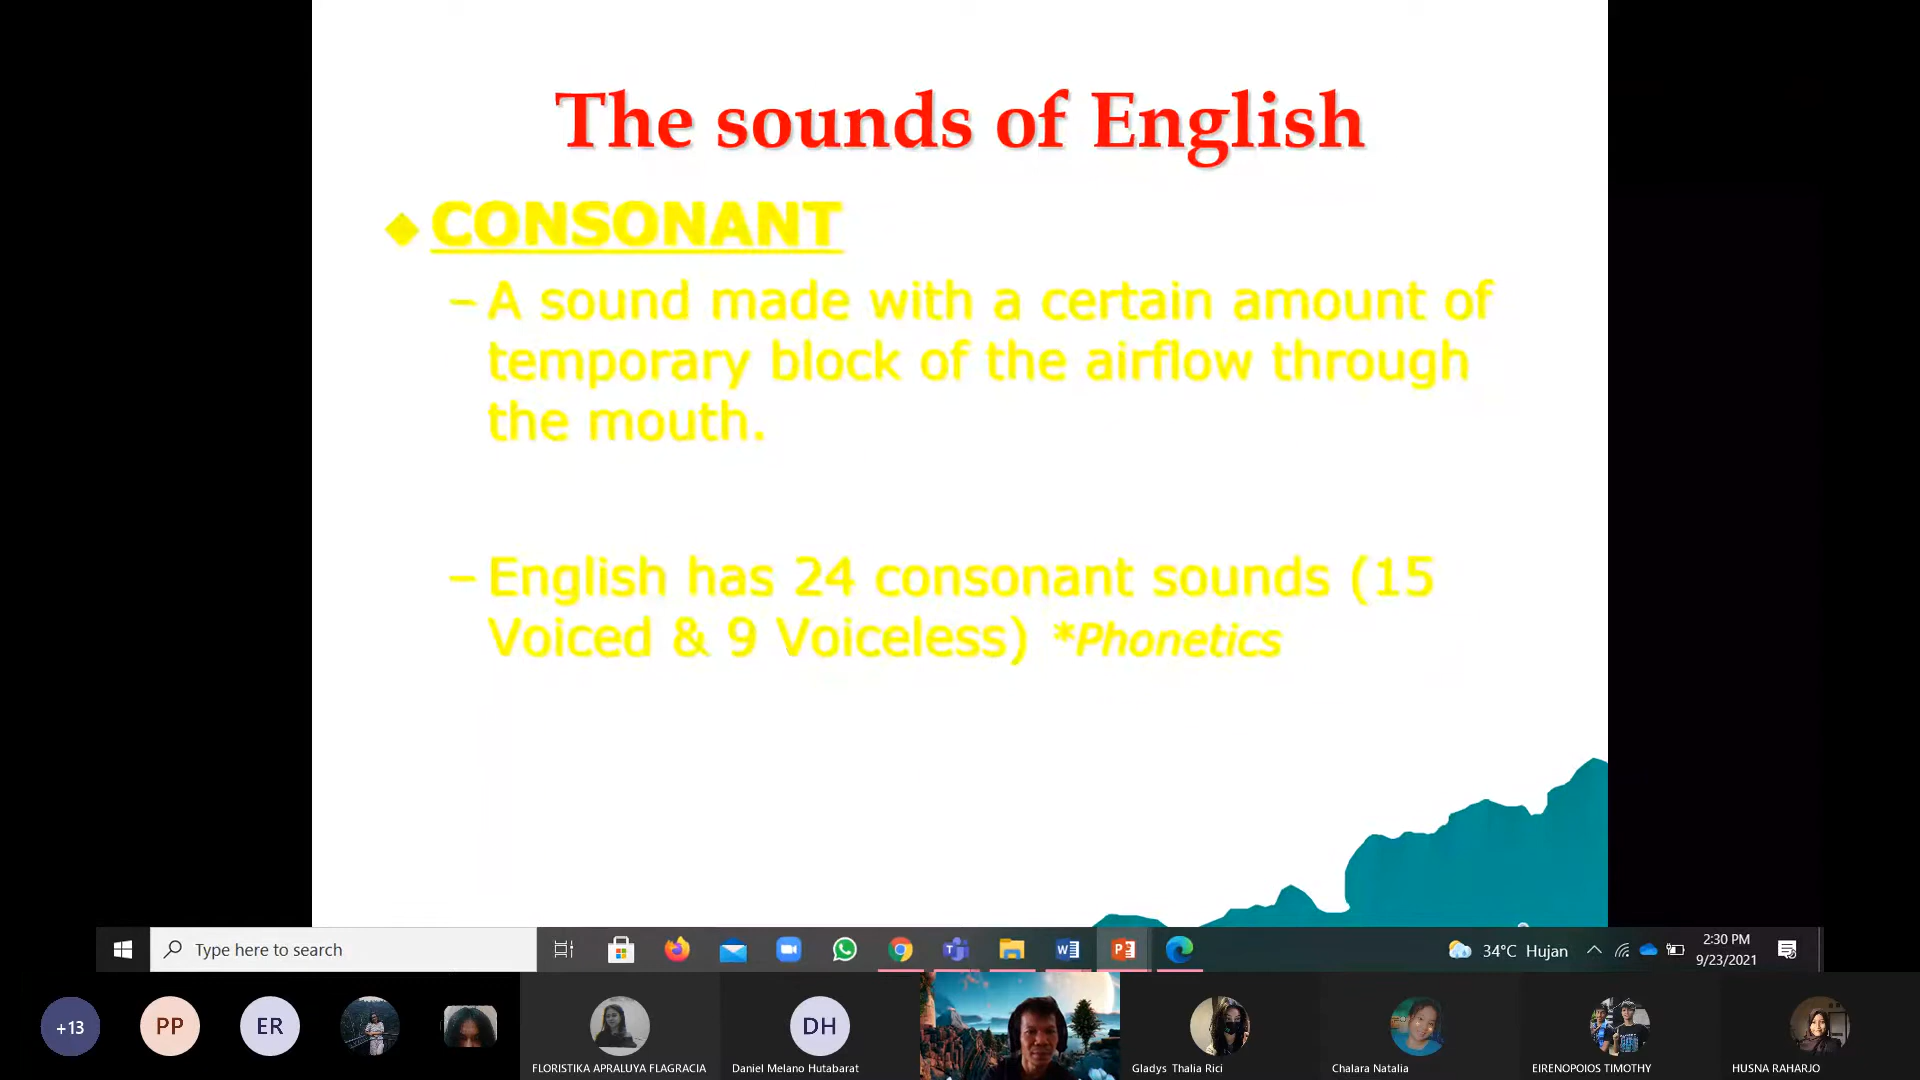 The sounds of English
CONSONANT
– A sound made with a certain amount of
temporary block of the airflow through
the mouth.
– English has 24 consonant sounds (15
Voiced & 9 Voiceless) *Phonetics
Type here to search
34°C Hujan
2:30 PM
9/23/2021
+13
PP
ER
DH
FLORISTIKA APRALUYA FLAGRACIA
Daniel Melano Hutabarat
Gladys Thalia Rici
Chalara Natalia
EIRENOPOIOS TIMOTHY
HUSNA RAHARJO